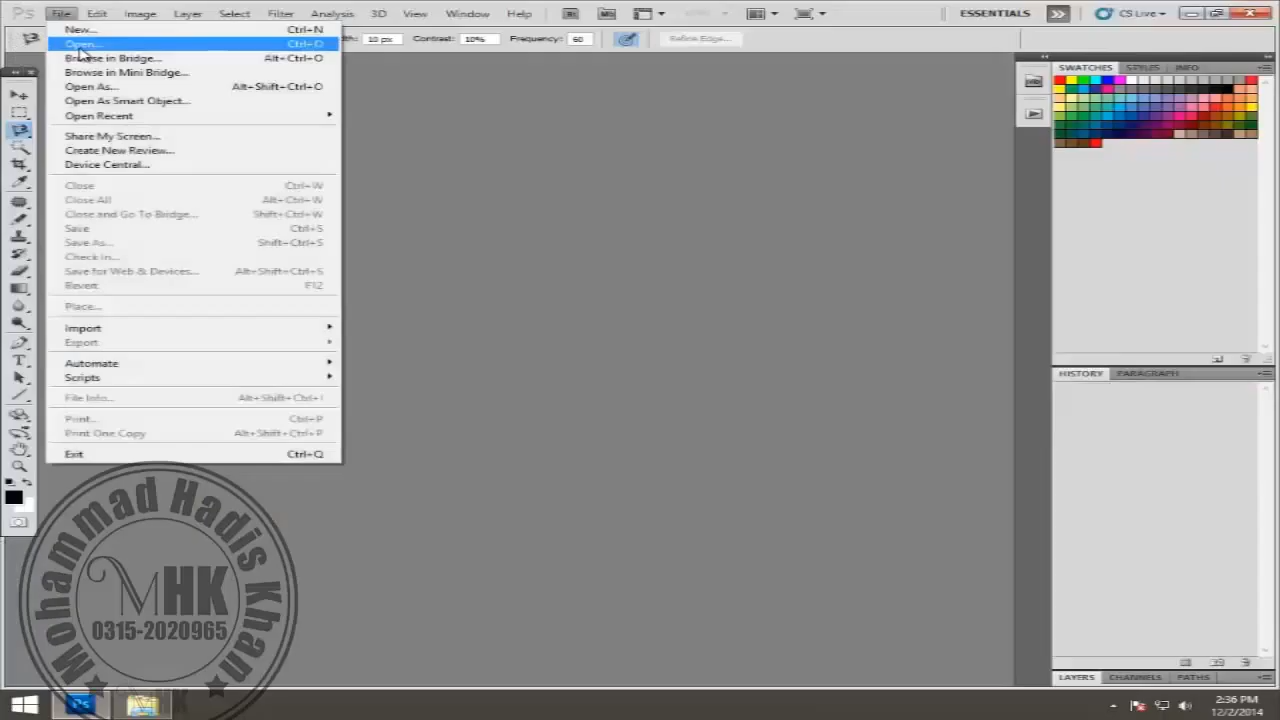 Ps File Edit Image Layer Select Filter Analysis 3D View Window Help Br Mb ESSENTIALS >> CS Live
10 px Contrast: 10% Frequency: 60 Refine Edge...
New... Ctrl+N
Open... Ctrl+O
Browse in Bridge... Alt+Ctrl+O
Browse in Mini Bridge...
Open As... Alt+Shift+Ctrl+O
Open As Smart Object...
Open Recent
Share My Screen...
Create New Review...
Device Central...
Close Ctrl+W
Close All Alt+Ctrl+W
Close and Go To Bridge... Shift+Ctrl+W
Save Ctrl+S
Save As... Shift+Ctrl+S
Check In...
Save for Web & Devices... Alt+Shift+Ctrl+S
Revert F12
Place...
Import
Export
Automate
Scripts
File Info... Alt+Shift+Ctrl+I
Print... Ctrl+P
Print One Copy Alt+Shift+Ctrl+P
Exit Ctrl+Q
SWATCHES STYLES INFO
HISTORY PARAGRAPH
LAYERS CHANNELS PATHS
Mohammad Hadis Khan
MHK
0315-2020965
MHK
Ps
2:36 PM
12/2/2014